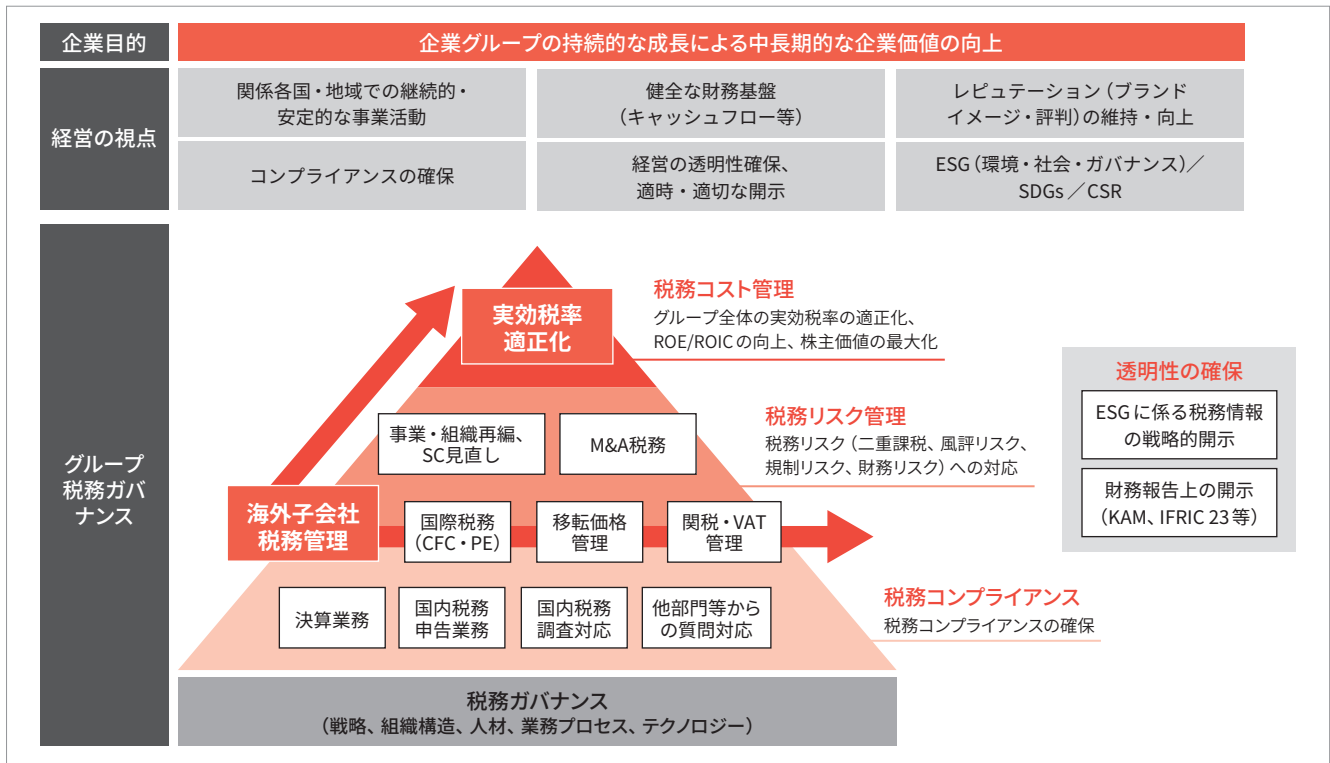 企業目的
企業グループの持続的な成長による中長期的な企業価値の向上
経営の視点
関係各国・地域での継続的・
安定的な事業活動
健全な財務基盤
（キャッシュフロー等）
レピュテーション（ブランド
イメージ・評判）の維持・向上
コンプライアンスの確保
経営の透明性確保、
適時・適切な開示
ESG（環境・社会・ガバナンス）／
SDGs／CSR
グループ
税務ガバ
ナンス
実効税率
適正化
税務コスト管理
グループ全体の実効税率の適正化、
ROE/ROICの向上、株主価値の最大化
事業・組織再編、
SC見直し
M&A税務
税務リスク管理
税務リスク（二重課税、風評リスク、
規制リスク、財務リスク）への対応
海外子会社
税務管理
国際税務
（CFC・PE）
移転価格
管理
関税・VAT
管理
決算業務
国内税務
申告業務
国内税務
調査対応
他部門等から
の質問対応
税務コンプライアンス
税務コンプライアンスの確保
透明性の確保
ESGに係る税務情報
の戦略的開示
財務報告上の開示
（KAM、IFRIC 23等）
税務ガバナンス
（戦略、組織構造、人材、業務プロセス、テクノロジー）